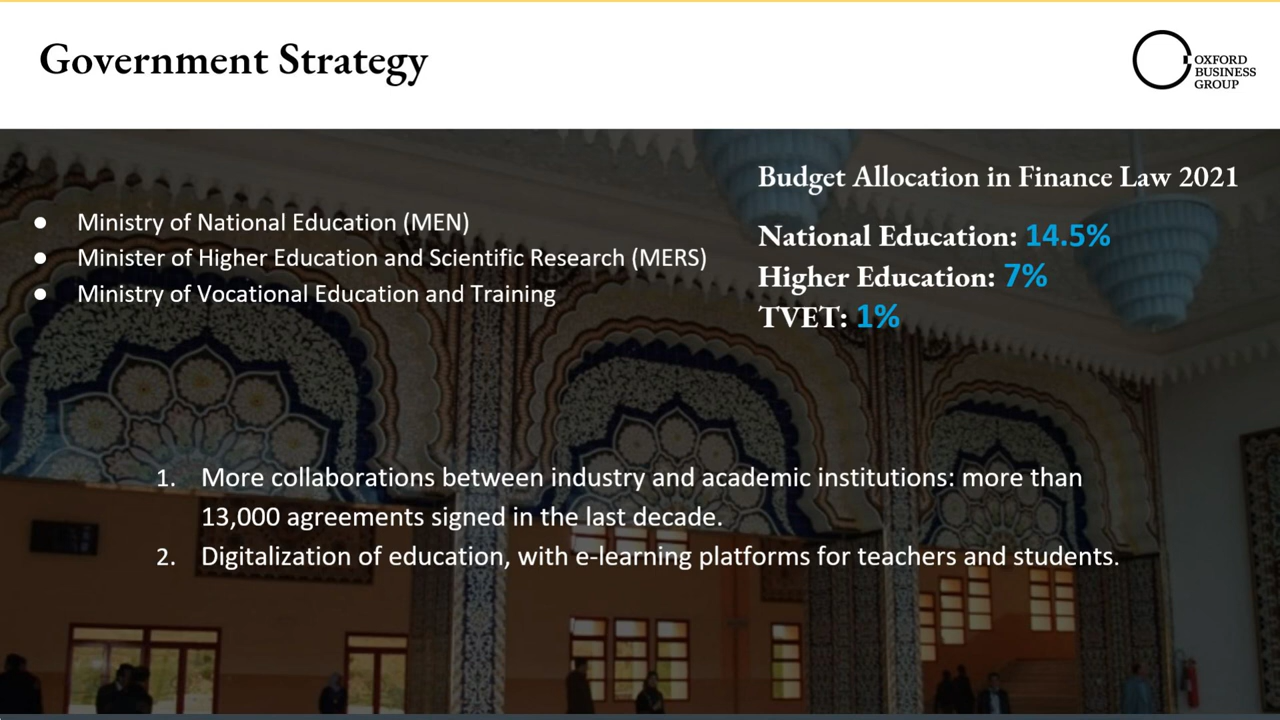 Government Strategy
OXFORD
BUSINESS
GROUP
● Ministry of National Education (MEN)
● Minister of Higher Education and Scientific Research (MERS)
● Ministry of Vocational Education and Training
Budget Allocation in Finance Law 2021
National Education: 14.5%
Higher Education: 7%
TVET: 1%
1. More collaborations between industry and academic institutions: more than
13,000 agreements signed in the last decade.
2. Digitalization of education, with e-learning platforms for teachers and students.